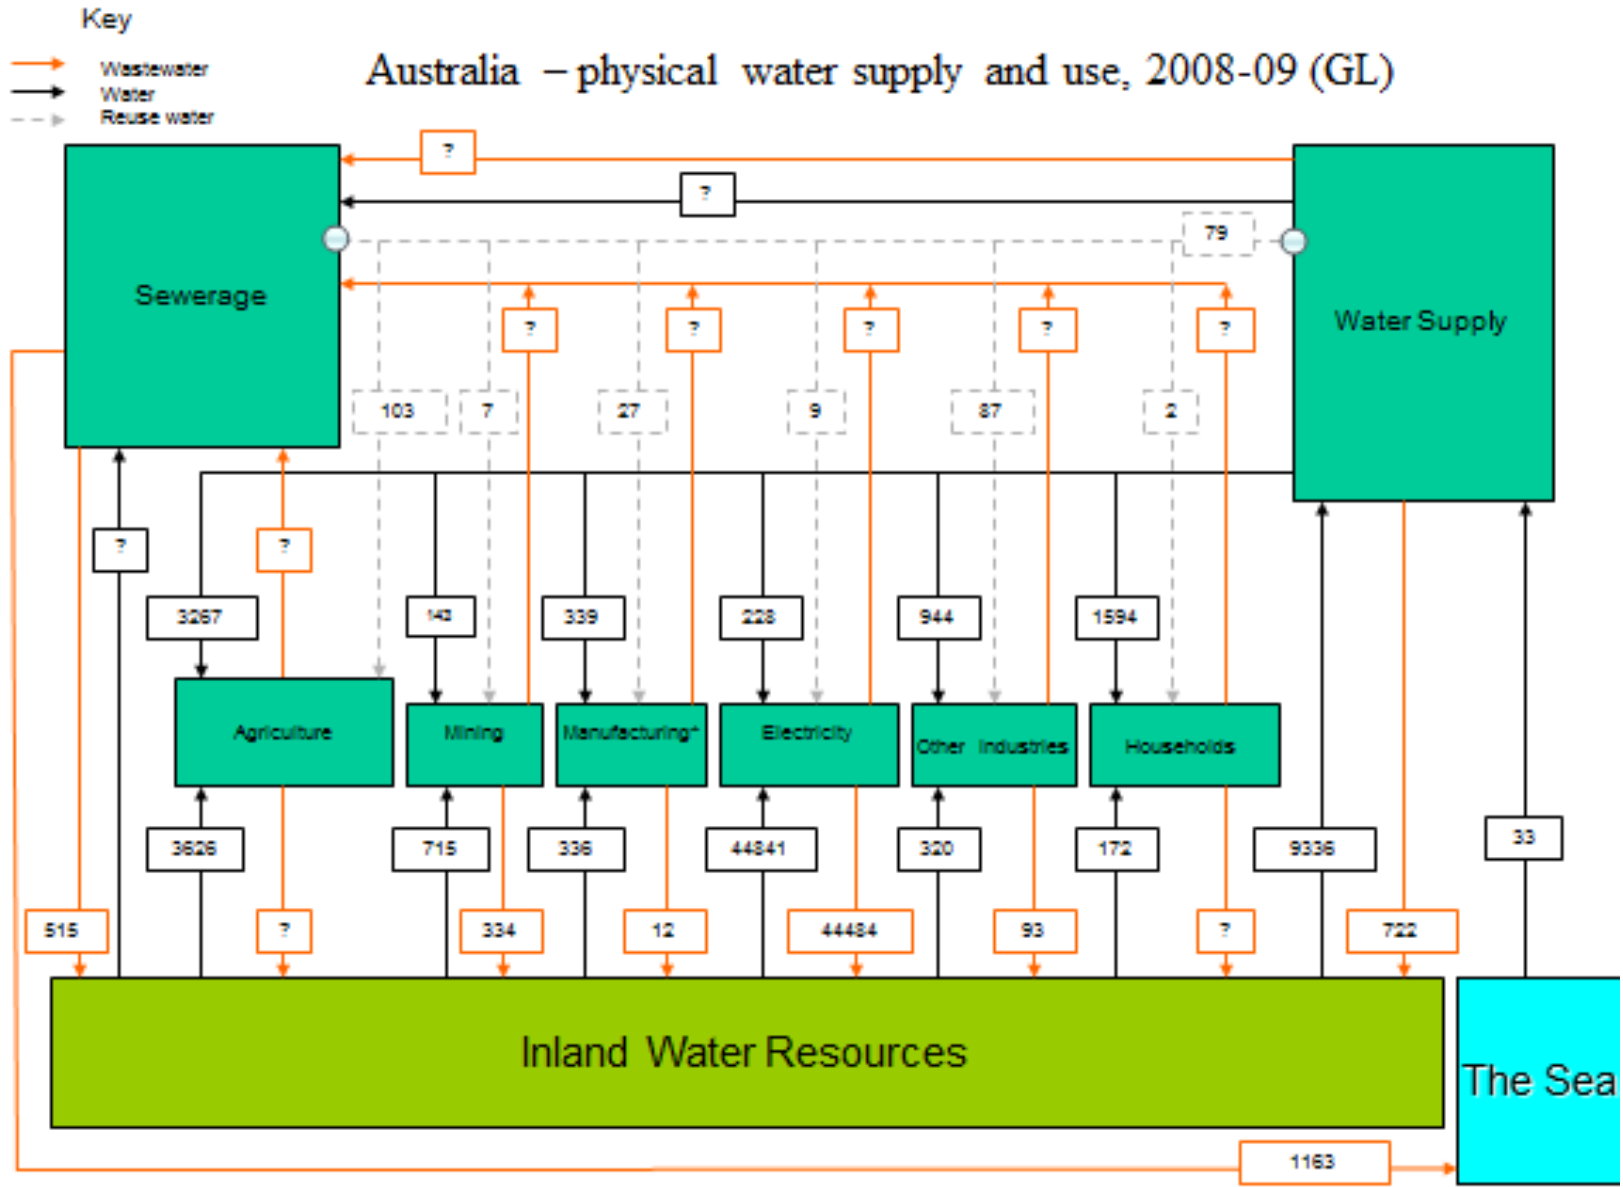 Key
Wastewater
Water
Reuse water
Australia – physical water supply and use, 2008-09 (GL)
?
?
79
Sewerage
Water Supply
? ? ? ? ?
103 7 27 9 87 2
? ?
3267 143 339 228 944 1594
Agriculture Mining Manufacturing* Electricity Other Industries Households
3626 715 336 44841 320 172 9336 33
515 ? 334 12 44484 93 ? 722
Inland Water Resources
The Sea
1163